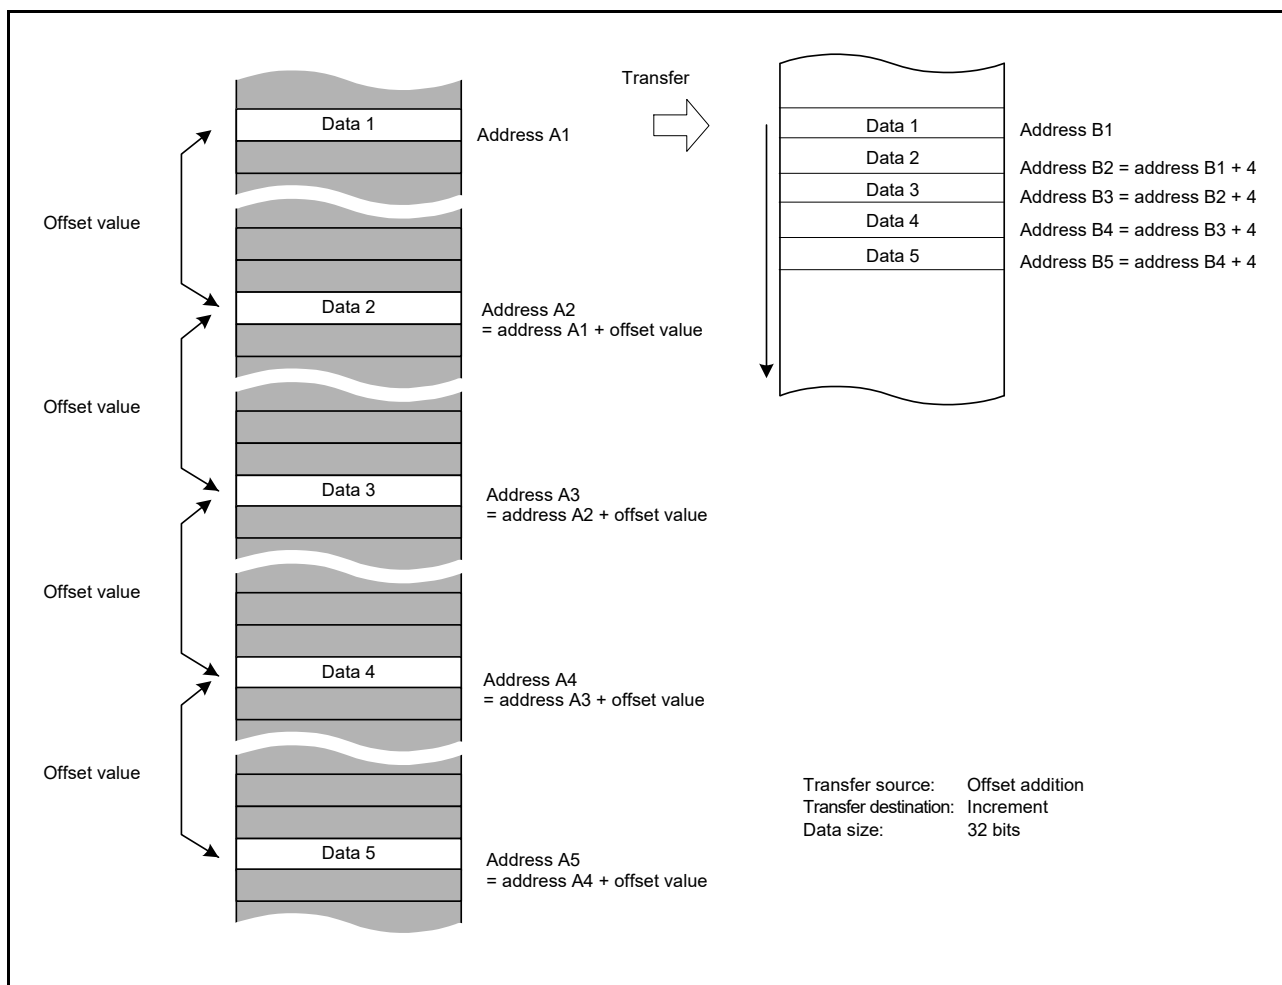 Transfer
Data 1
Address A1
Offset value
Data 2
Address A2
= address A1 + offset value
Offset value
Data 3
Address A3
= address A2 + offset value
Offset value
Data 4
Address A4
= address A3 + offset value
Offset value
Data 5
Address A5
= address A4 + offset value
Data 1
Address B1
Data 2
Address B2 = address B1 + 4
Data 3
Address B3 = address B2 + 4
Data 4
Address B4 = address B3 + 4
Data 5
Address B5 = address B4 + 4
Transfer source: Offset addition
Transfer destination: Increment
Data size: 32 bits